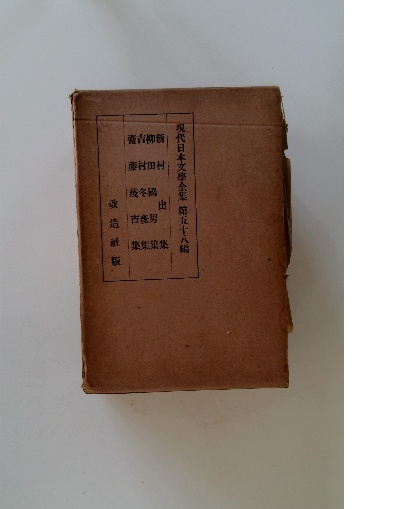 現代日本文學全集 第五十八編
新村出集
柳田國男集
吉村冬彦集
齋藤茂吉集
改造社版